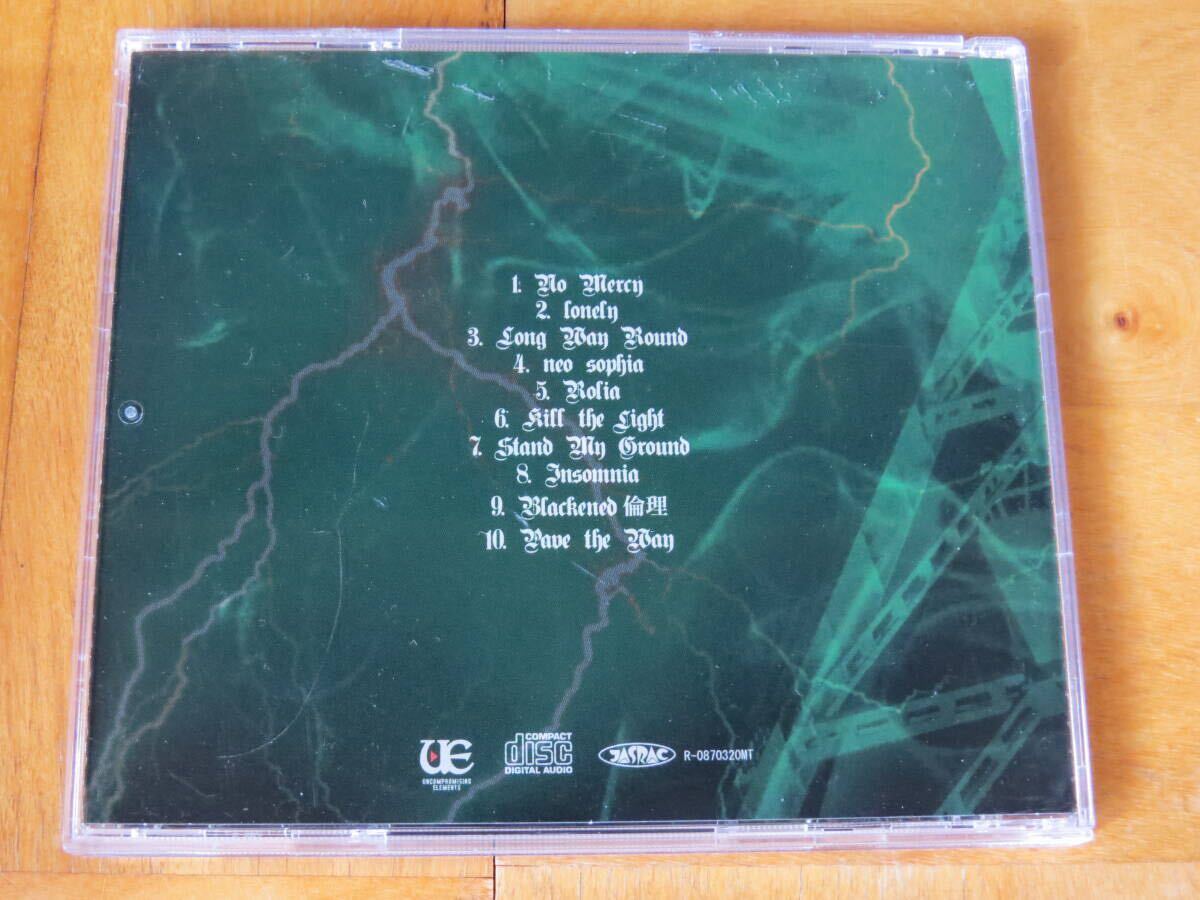 1. No Mercy
2. lonely
3. Long Way Round
4. neo sophia
5. Rolia
6. Kill the Light
7. Stand My Ground
8. Insomnia
9. Blackened 倫理
10. Pave the Way
UE
UNCOMPROMISING
ELEMENTS
COMPACT
disc
DIGITAL AUDIO
JASRAC
R-0870320MT